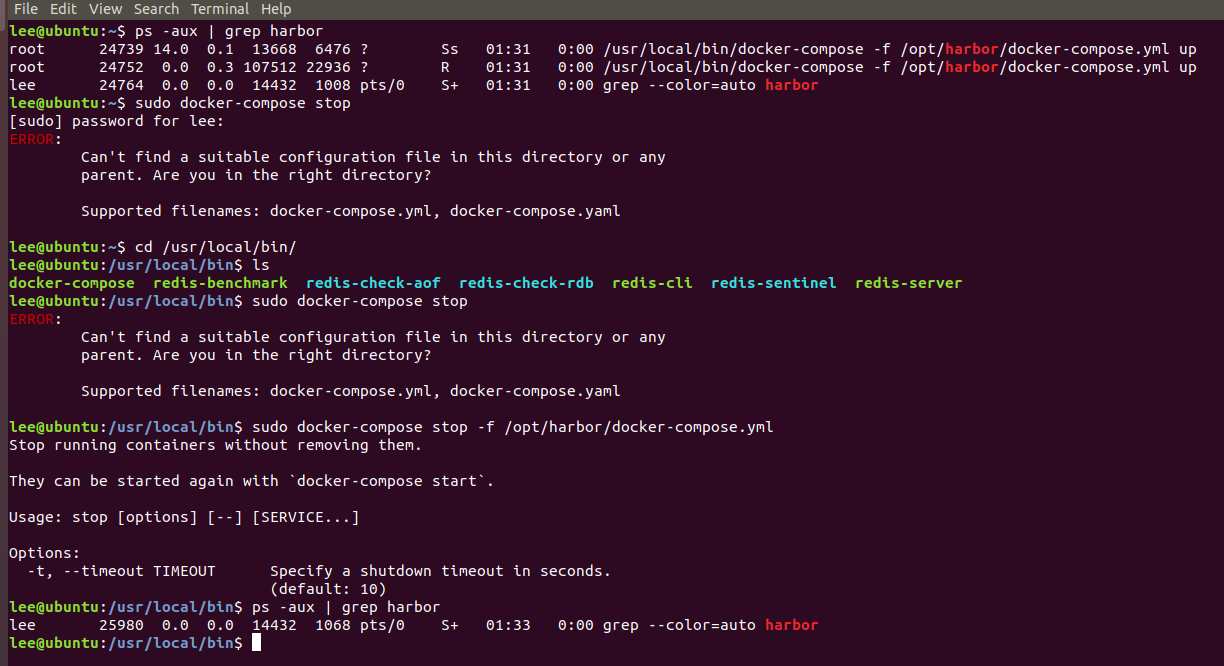 File Edit View Search Terminal Help
lee@ubuntu:~$ ps -aux | grep harbor
root      24739 14.0  0.1  13668  6476 ?        Ss   01:31   0:00 /usr/local/bin/docker-compose -f /opt/harbor/docker-compose.yml up
root      24752  0.0  0.3 107512 22936 ?        R    01:31   0:00 /usr/local/bin/docker-compose -f /opt/harbor/docker-compose.yml up
lee       24764  0.0  0.0  14432  1008 pts/0    S+   01:31   0:00 grep --color=auto harbor
lee@ubuntu:~$ sudo docker-compose stop
[sudo] password for lee:
ERROR:
        Can't find a suitable configuration file in this directory or any
        parent. Are you in the right directory?
        Supported filenames: docker-compose.yml, docker-compose.yaml
lee@ubuntu:~$ cd /usr/local/bin/
lee@ubuntu:/usr/local/bin$ ls
docker-compose  redis-benchmark  redis-check-aof  redis-check-rdb  redis-cli  redis-sentinel  redis-server
lee@ubuntu:/usr/local/bin$ sudo docker-compose stop
ERROR:
        Can't find a suitable configuration file in this directory or any
        parent. Are you in the right directory?
        Supported filenames: docker-compose.yml, docker-compose.yaml
lee@ubuntu:/usr/local/bin$ sudo docker-compose stop -f /opt/harbor/docker-compose.yml
Stop running containers without removing them.
They can be started again with `docker-compose start`.
Usage: stop [options] [--] [SERVICE...]
Options:
  -t, --timeout TIMEOUT      Specify a shutdown timeout in seconds.
                             (default: 10)
lee@ubuntu:/usr/local/bin$ ps -aux | grep harbor
lee       25980  0.0  0.0  14432  1068 pts/0    S+   01:33   0:00 grep --color=auto harbor
lee@ubuntu:/usr/local/bin$